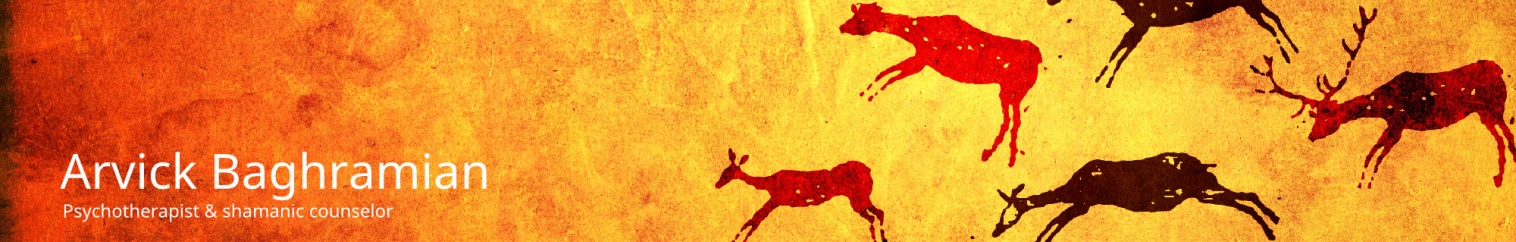 Arvick Baghramian
Psychotherapist & shamanic counselor